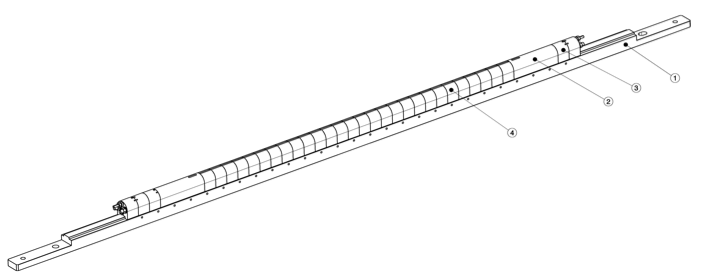 ①
③
②
④